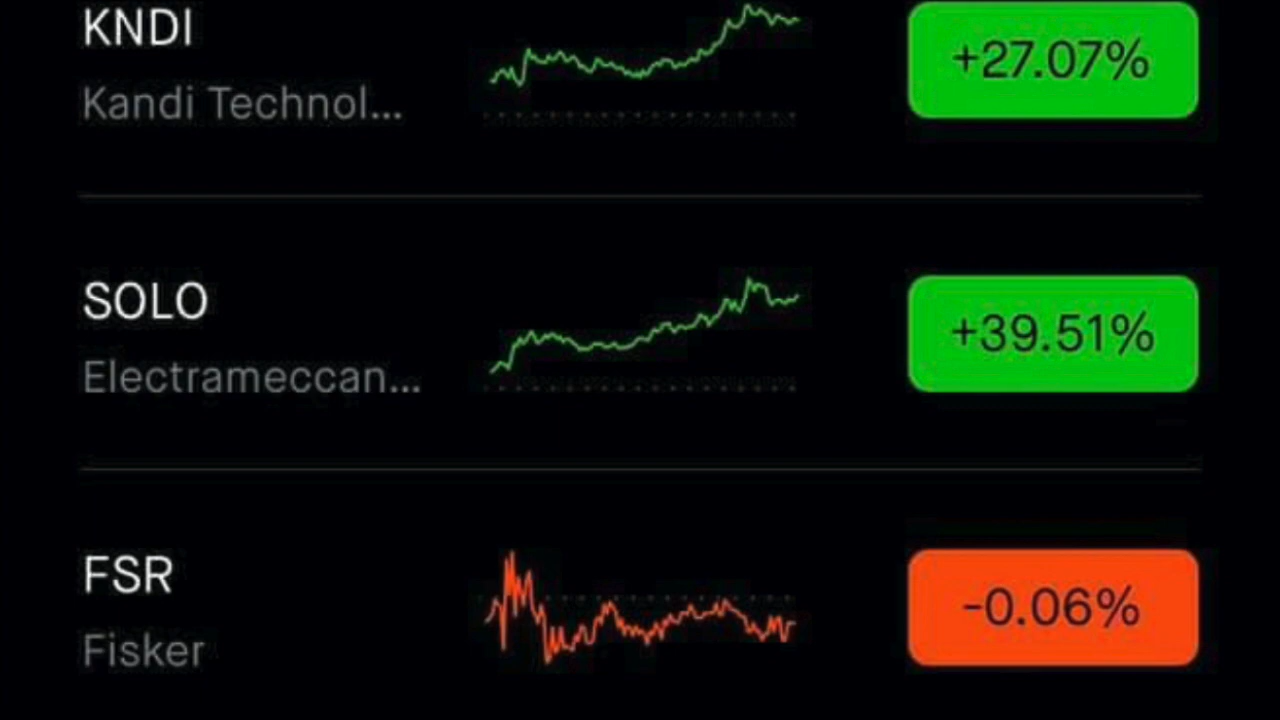 KNDI
Kandi Technol...
+27.07%
SOLO
Electrameccan...
+39.51%
FSR
Fisker
-0.06%